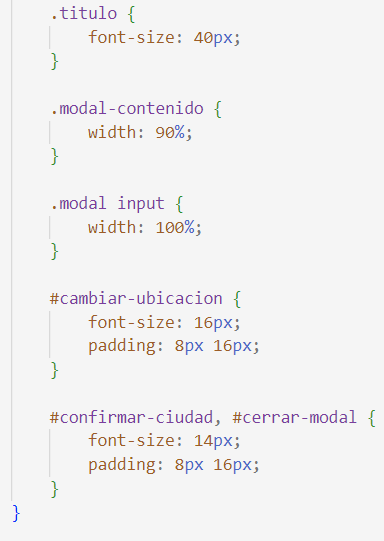 .titulo {
font-size: 40px;
}
.modal-contenido {
width: 90%;
}
.modal input {
width: 100%;
}
#cambiar-ubicacion {
font-size: 16px;
padding: 8px 16px;
}
#confirmar-ciudad, #cerrar-modal {
font-size: 14px;
padding: 8px 16px;
}
}